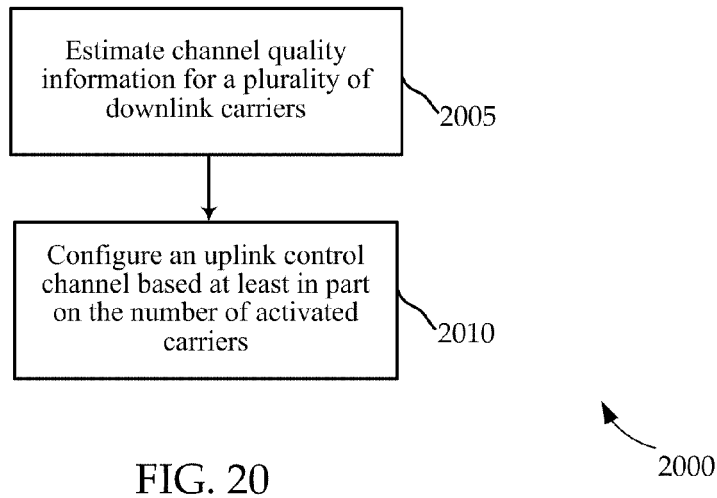 Estimate channel quality
information for a plurality of
downlink carriers
2005
Configure an uplink control
channel based at least in part
on the number of activated
carriers
2010
2000
FIG. 20